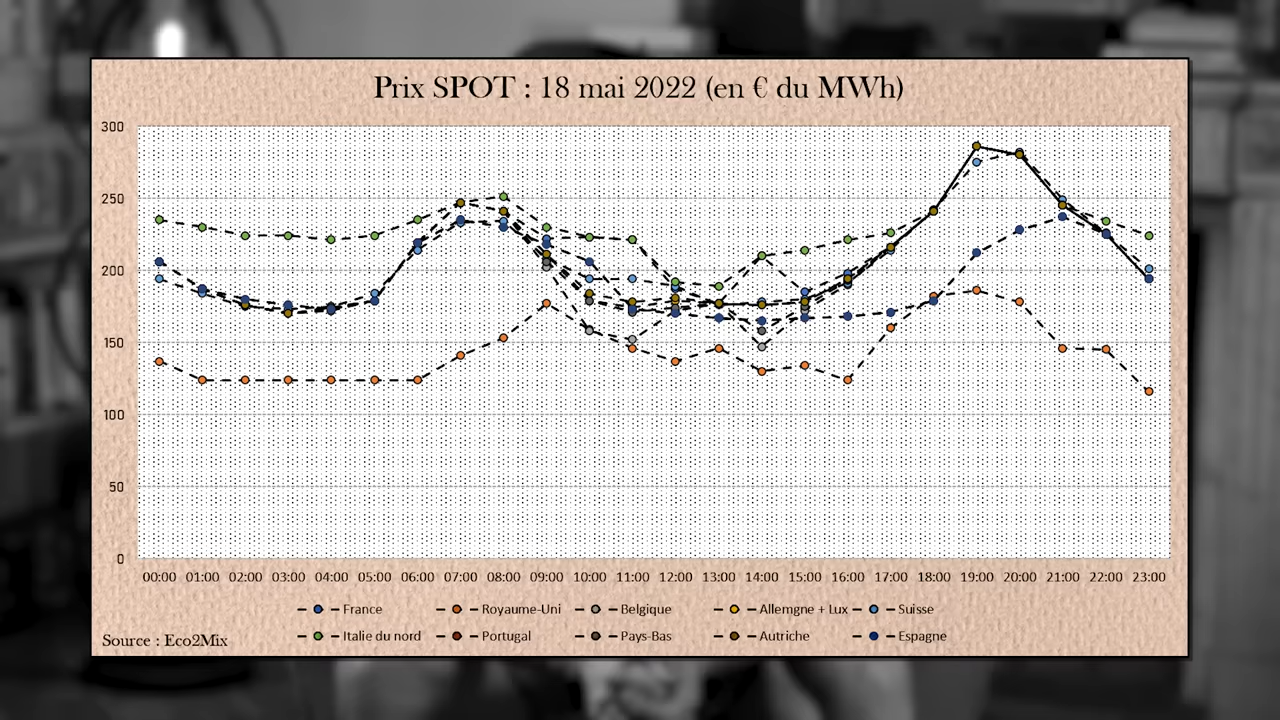 Prix SPOT : 18 mai 2022 (en € du MWh)
300
250
200
150
100
50
0
00:00 01:00 02:00 03:00 04:00 05:00 06:00 07:00 08:00 09:00 10:00 11:00 12:00 13:00 14:00 15:00 16:00 17:00 18:00 19:00 20:00 21:00 22:00 23:00
France Royaume-Uni Belgique Allemgne + Lux Suisse
Italie du nord Portugal Pays-Bas Autriche Espagne
Source : Eco2Mix